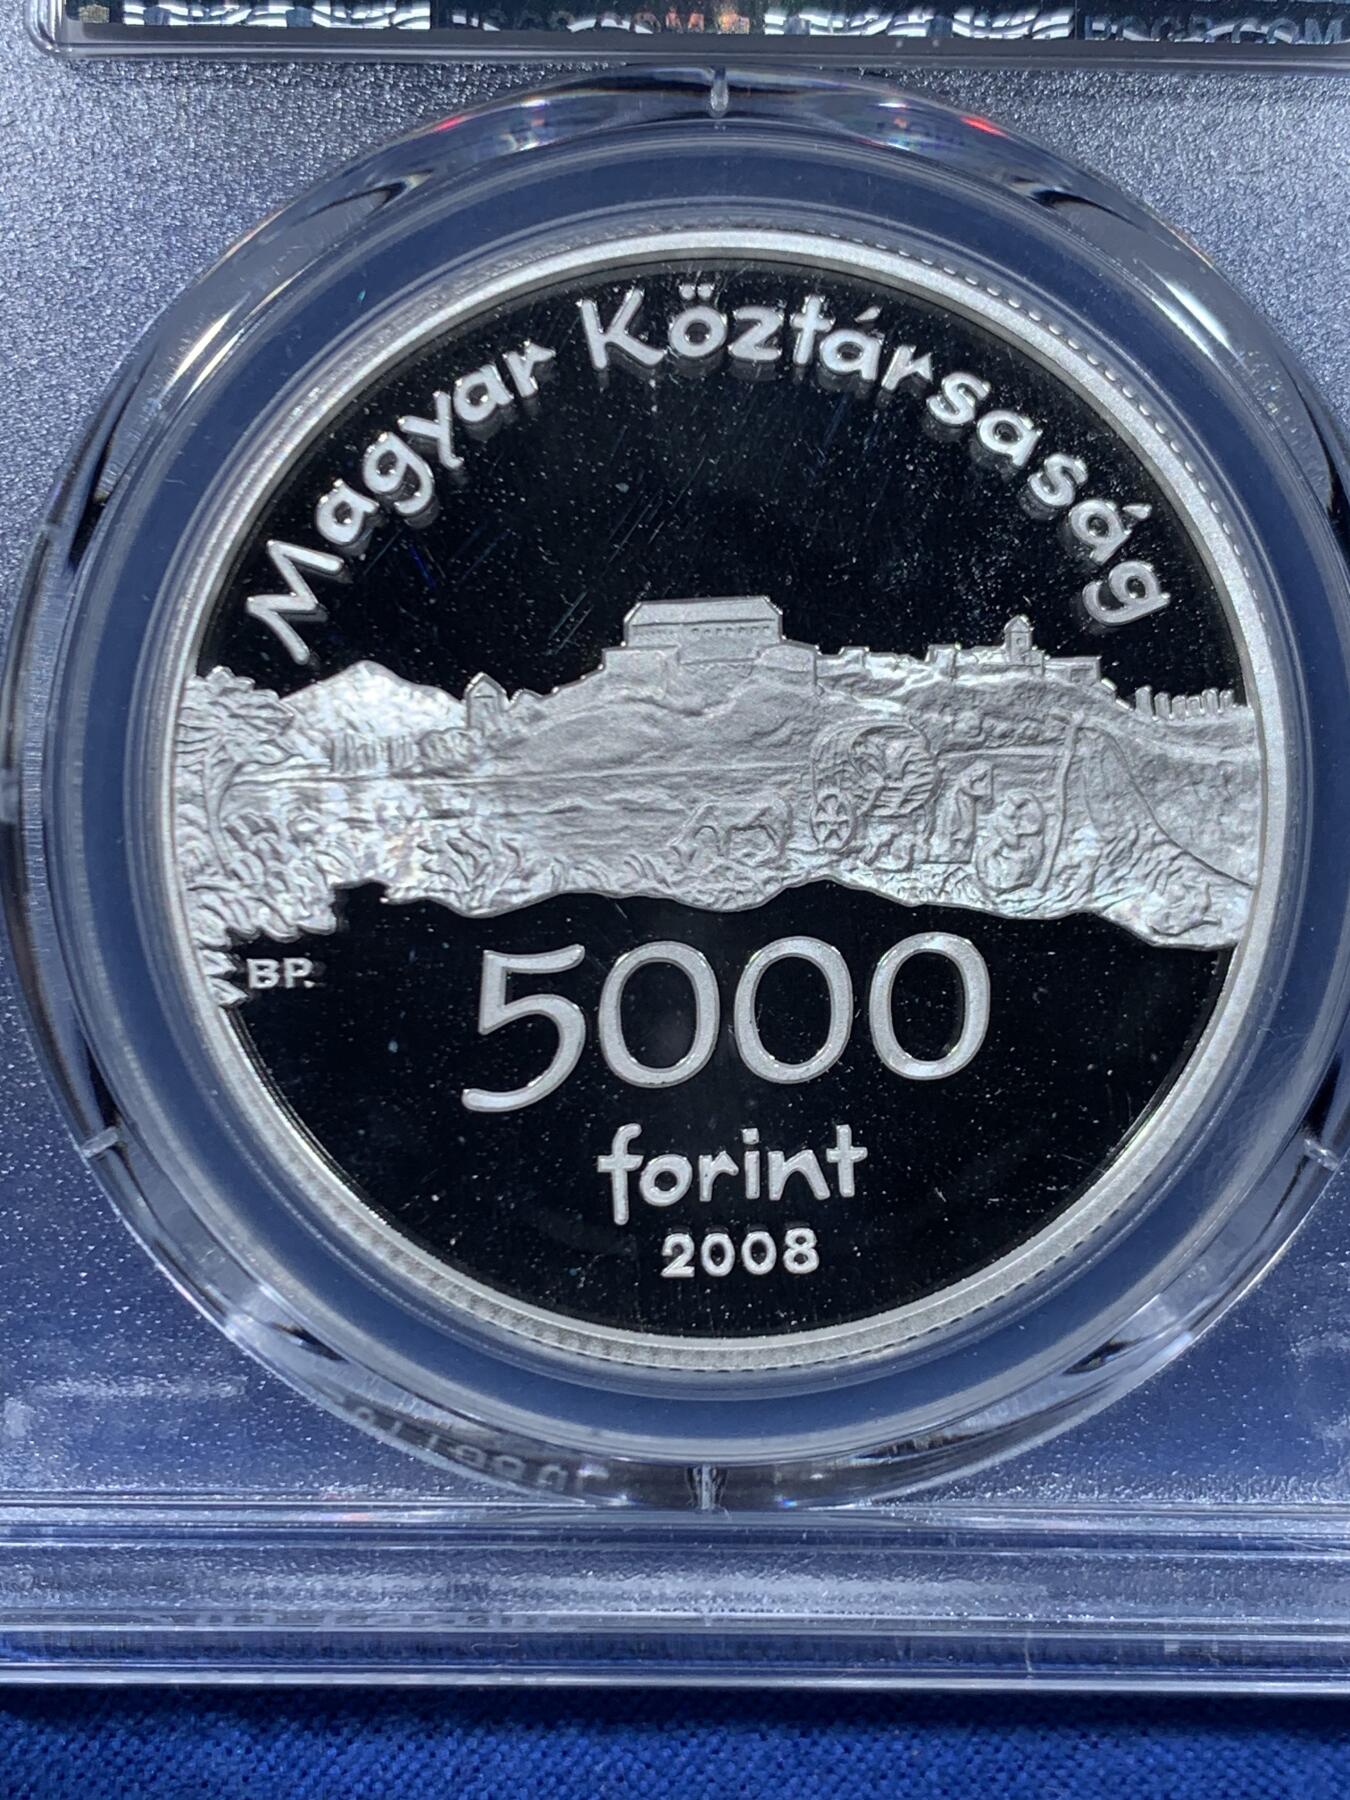 Magyar Köztársaság
BP.
5000
forint
2008